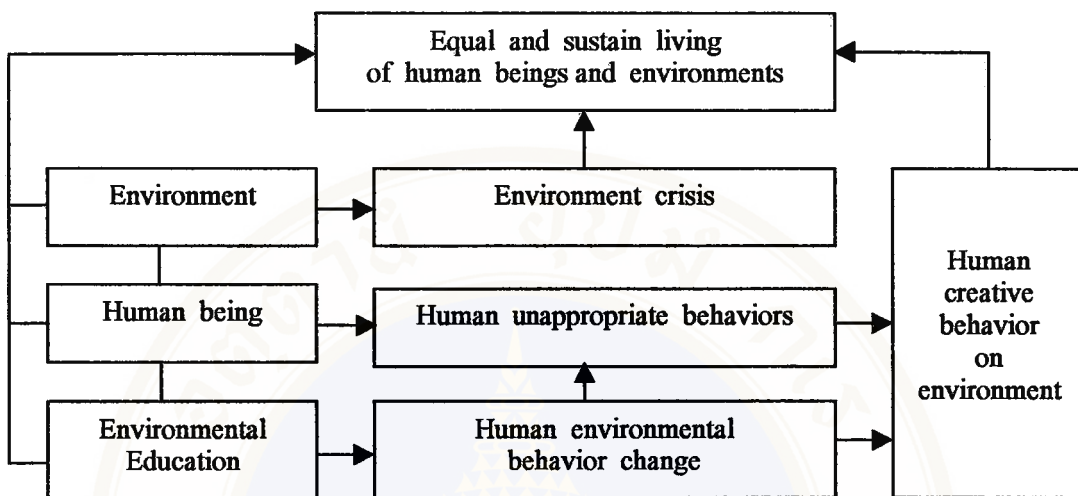 Equal and sustain living
of human beings and environments
Environment
Environment crisis
Human being
Human unappropriate behaviors
Human
creative
behavior
on
environment
Environmental
Education
Human environmental
behavior change